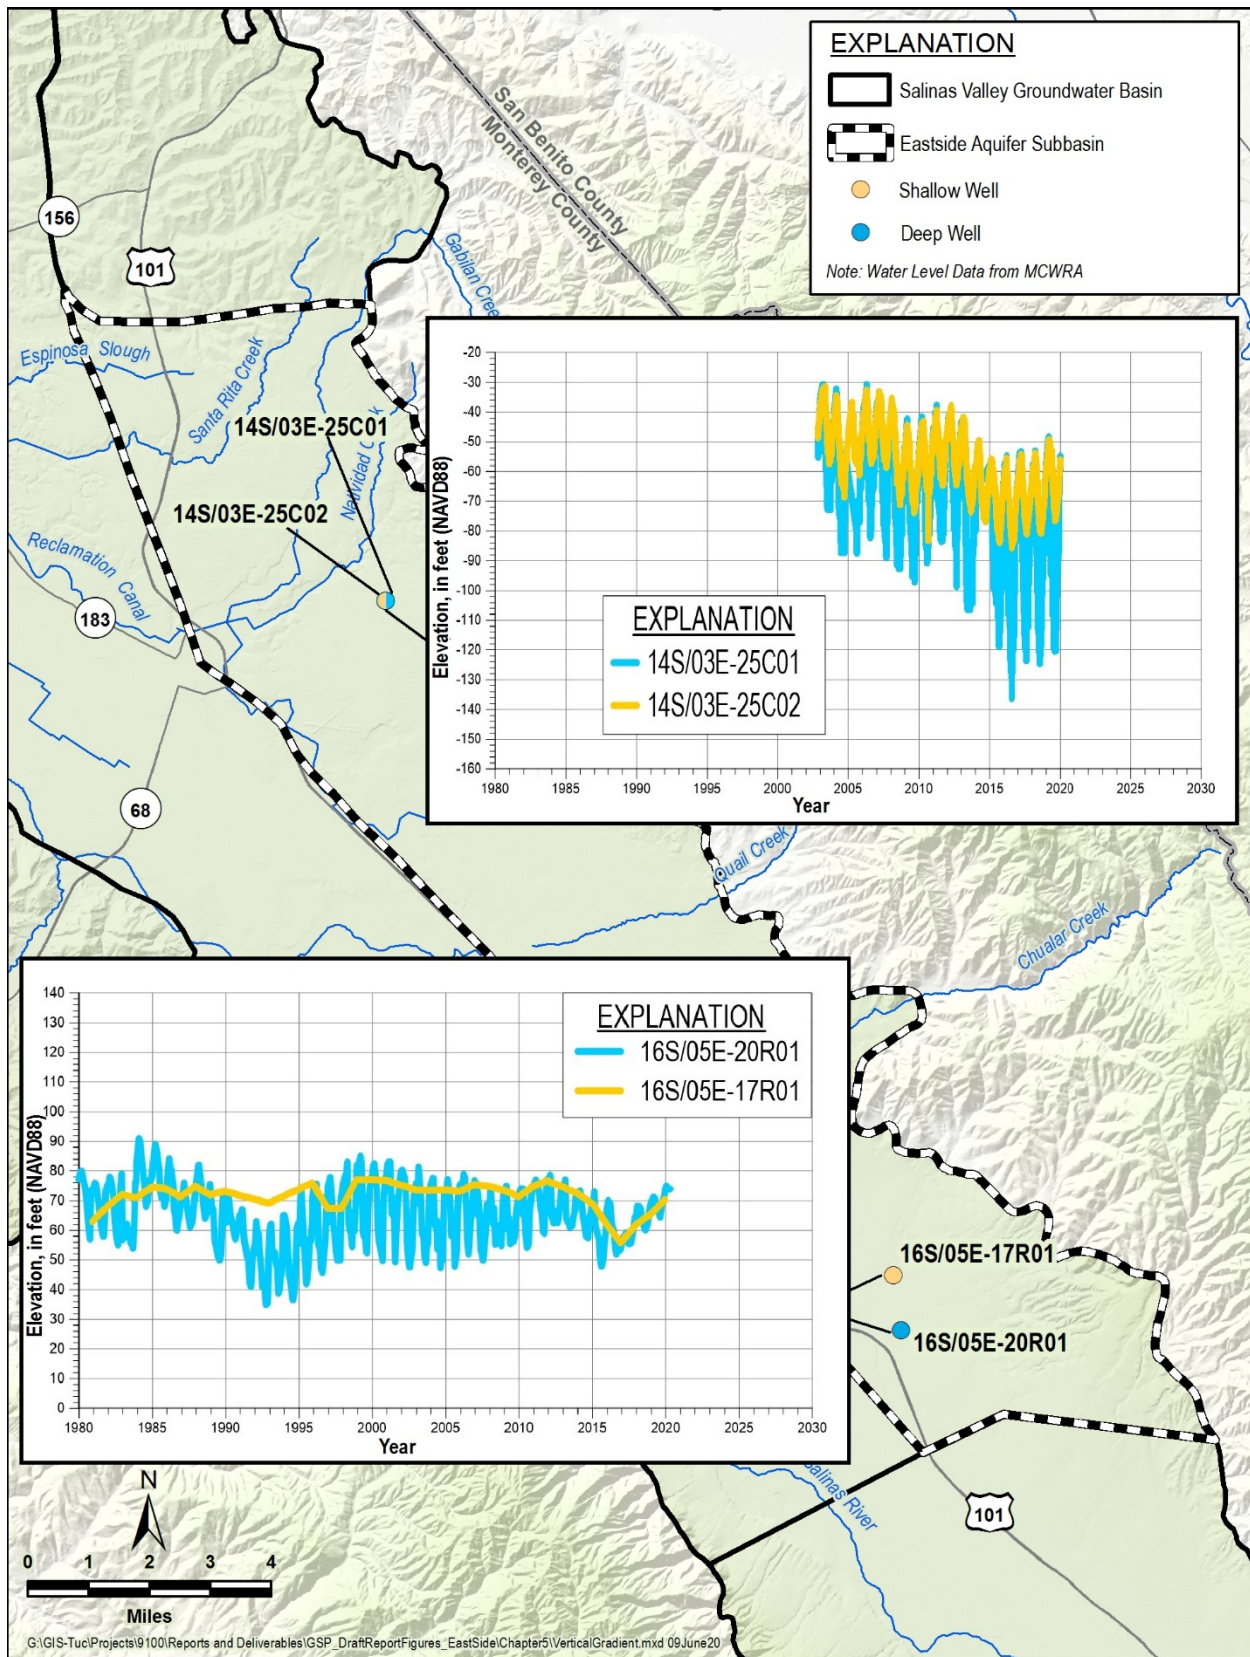 EXPLANATION
Salinas Valley Groundwater Basin
Eastside Aquifer Subbasin
Shallow Well
Deep Well
Note: Water Level Data from MCWRA
San Benito County
Monterey County
156
101
Gabilan Creek
Espinosa Slough
Santa Rita Creek
14S/03E-25C01
Natividad
14S/03E-25C02
Reclamation Canal
183
68
-20
-30
-40
-50
-60
-70
-80
-90
-100
-110
-120
-130
-140
-150
-160
Elevation, in feet (NAVD88)
EXPLANATION
14S/03E-25C01
14S/03E-25C02
1980 1985 1990 1995 2000 2005 2010 2015 2020 2025 2030
Year
Quail Creek
Chualar Creek
140
130
120
110
100
90
80
70
60
50
40
30
20
10
0
Elevation, in feet (NAVD88)
EXPLANATION
16S/05E-20R01
16S/05E-17R01
1980 1985 1990 1995 2000 2005 2010 2015 2020 2025 2030
Year
16S/05E-17R01
16S/05E-20R01
Salinas River
101
N
0 1 2 3 4
Miles
G:\GIS-Tuc\Projects\9100\Reports and Deliverables\GSP_DraftReportFigures_EastSide\Chapter5\VerticalGradient.mxd 09June20